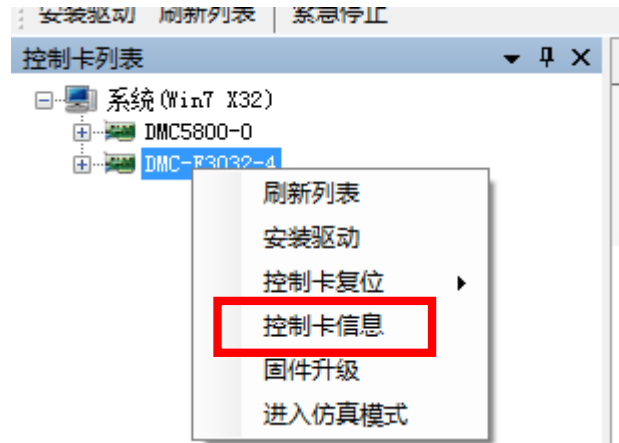 安装驱动 刷新列表 紧急停止
控制卡列表
系统(Win7 X32)
DMC5800-0
DMC-E3032-4
刷新列表
安装驱动
控制卡复位
控制卡信息
固件升级
进入仿真模式